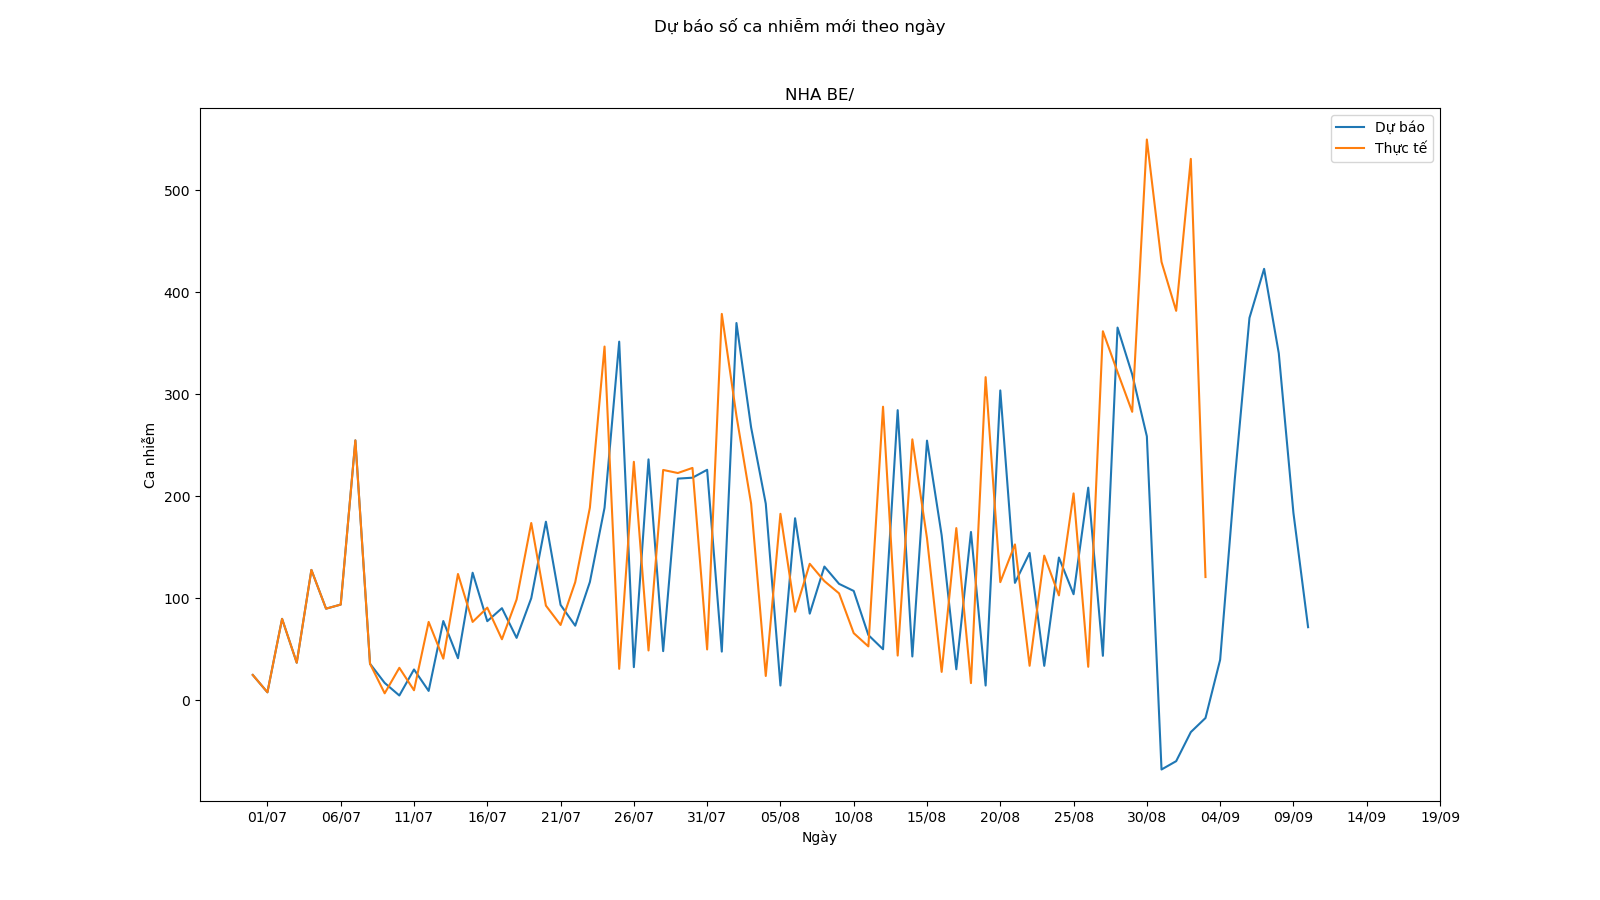 Dự báo số ca nhiễm mới theo ngày
NHA BE/
Dự báo
Thực tế
Ca nhiễm
500
400
300
200
100
0
01/07 06/07 11/07 16/07 21/07 26/07 31/07 05/08 10/08 15/08 20/08 25/08 30/08 04/09 09/09 14/09 19/09
Ngày